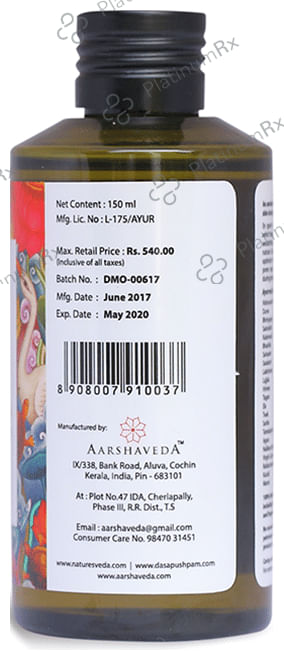 Net Content : 150 ml
Mfg. Lic. No : L-175/AYUR
Max. Retail Price : Rs. 540.00
(Inclusive of all taxes)
Batch No. : DMO-00617
Mfg. Date : June 2017
Exp. Date : May 2020
8 908007 910037
Manufactured by:
AARSHAVEDA™
IX/338, Bank Road, Aluva, Cochin
Kerala, India, Pin - 683101
At : Plot No.47 IDA, Cherlapally,
Phase III, R.R. Dist., T.S
Email : aarshaveda@gmail.com
Consumer Care No. 98470 31451
www.naturesveda.com | www.dasapushpam.com
www.aarshaveda.com
PlatinumRx